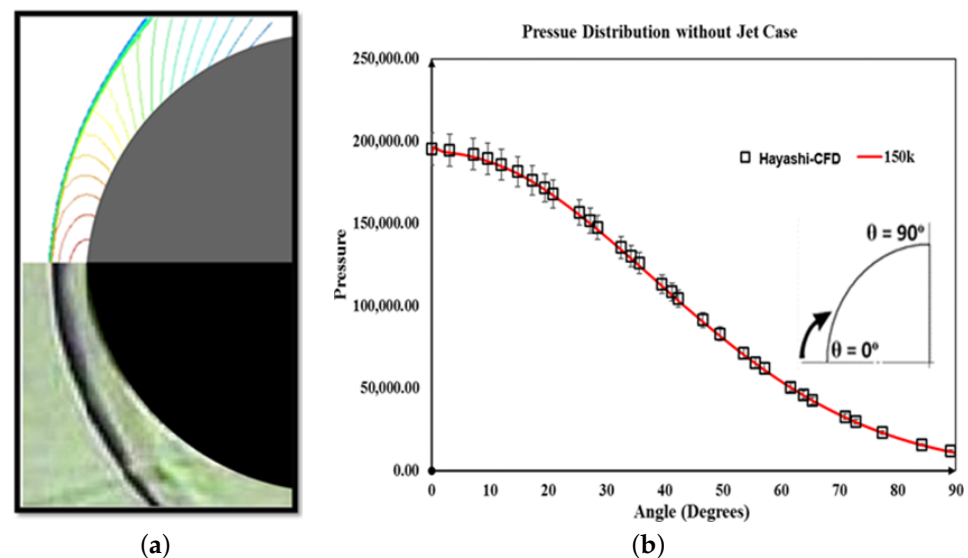 Pressue Distribution without Jet Case
250,000.00
200,000.00
150,000.00
100,000.00
50,000.00
0.00
Pressure
Hayashi-CFD
150k
θ = 90º
θ = 0º
0 10 20 30 40 50 60 70 80 90
Angle (Degrees)
(a) (b)